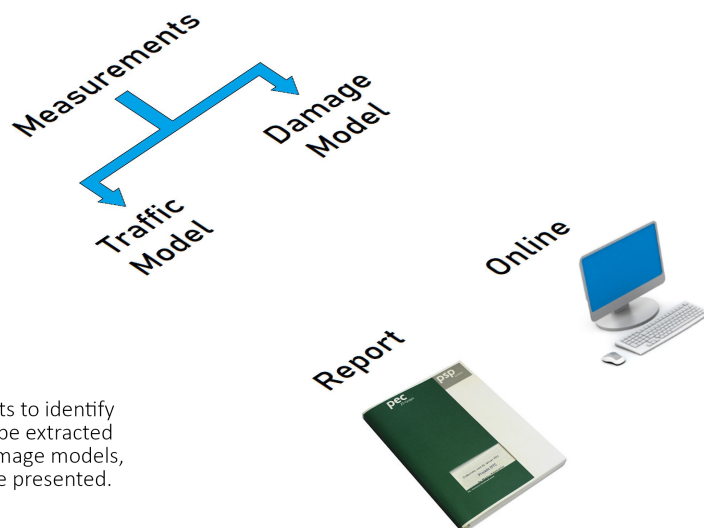 Measurements
Damage
Model
Traffic
Model
Online
Report
pec
psp
ts to identify
be extracted
mage models,
e presented.